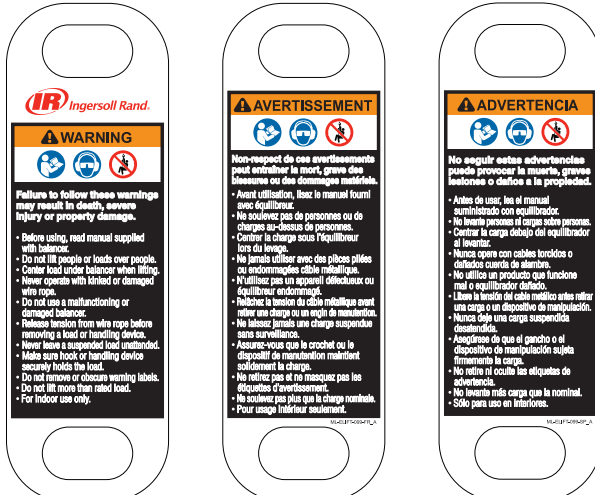 IR Ingersoll Rand.
WARNING
Failure to follow these warnings
may result in death, severe
injury or property damage.
• Before using, read manual supplied
with balancer.
• Do not lift people or loads over people.
• Center load under balancer when lifting.
• Never operate with kinked or damaged
wire rope.
• Do not use a malfunctioning or
damaged balancer.
• Release tension from wire rope before
removing a load or handling device.
• Never leave a suspended load unattended.
• Make sure hook or handling device
securely holds the load.
• Do not remove or obscure warning labels.
• Do not lift more than rated load.
• For indoor use only.
AVERTISSEMENT
Non-respect de ces avertissements
peut entraîner la mort, grave des
blessures ou des dommages matériels.
• Avant utilisation, lisez le manuel fourni
avec équilibreur.
• Ne soulevez pas de personnes ou de
charges au-dessus de personnes.
• Centrer la charge sous l'équilibreur
lors du levage.
• Ne jamais utiliser avec des pièces pliées
ou endommagées câble métallique.
• N'utilisez pas un appareil défectueux ou
équilibreur endommagé.
• Relâchez la tension du câble métallique avant
retirer une charge ou un engin de manutention.
• Ne laissez jamais une charge suspendue
sans surveillance.
• Assurez-vous que le crochet ou le
dispositif de manutention maintient
solidement la charge.
• Ne retirez pas et ne masquez pas les
étiquettes d'avertissement.
• Ne soulevez pas plus que la charge nominale.
• Pour usage intérieur seulement.
ML-ELIFT-099-FR_A
ADVERTENCIA
No seguir estas advertencias
puede provocar la muerte, graves
lesiones o daños a la propiedad.
• Antes de usar, lea el manual
suministrado con equilibrador.
• No levante personas ni cargas sobre personas.
• Centrar la carga debajo del equilibrador
al levantar.
• Nunca opere con cables torcidos o
dañados cuerda de alambre.
• No utilice un producto que funcione
mal o equilibrador dañado.
• Libere la tensión del cable metálico antes retirar
una carga o un dispositivo de manipulación.
• Nunca deje una carga suspendida
desatendida.
• Asegúrese de que el gancho o el
dispositivo de manipulación sujeta
firmemente la carga.
• No retire ni oculte las etiquetas de
advertencia.
• No levante más carga que la nominal.
• Sólo para uso en interiores.
ML-ELIFT-099-SP_A